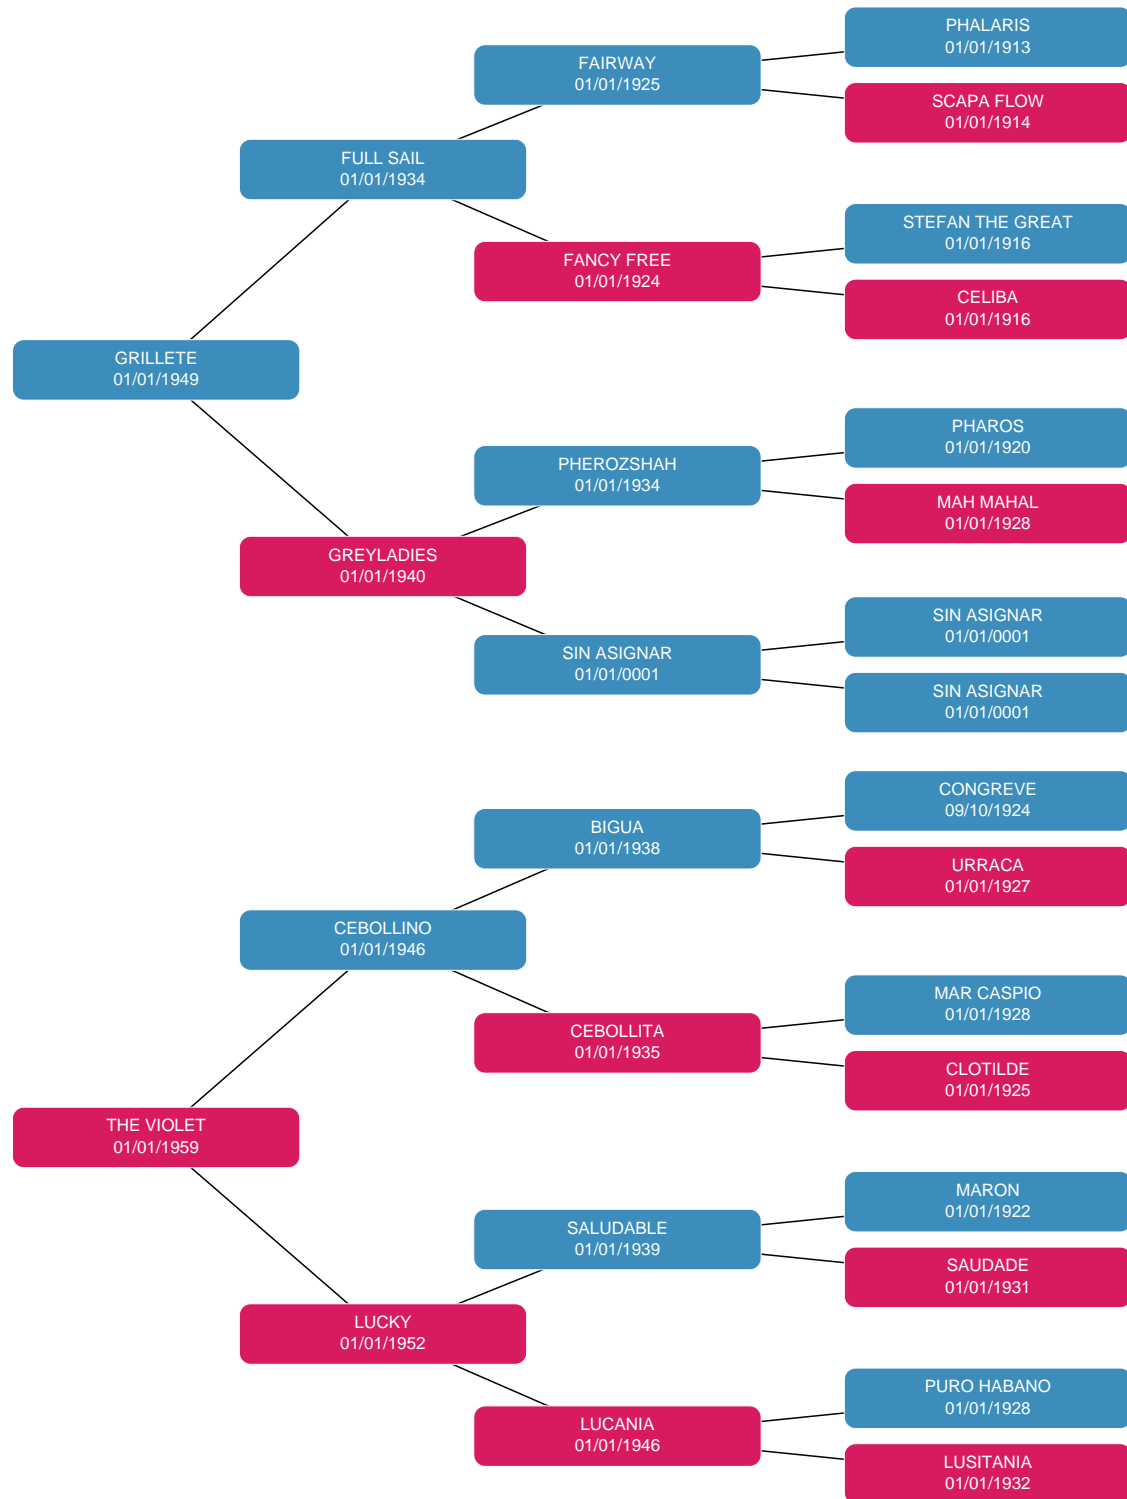 PHALARIS
01/01/1913
FAIRWAY
01/01/1925
SCAPA FLOW
01/01/1914
FULL SAIL
01/01/1934
STEFAN THE GREAT
01/01/1916
FANCY FREE
01/01/1924
CELIBA
01/01/1916
GRILLETE
01/01/1949
PHAROS
01/01/1920
PHEROZSHAH
01/01/1934
MAH MAHAL
01/01/1928
GREYLADIES
01/01/1940
SIN ASIGNAR
01/01/0001
SIN ASIGNAR
01/01/0001
SIN ASIGNAR
01/01/0001
CONGREVE
09/10/1924
BIGUA
01/01/1938
URRACA
01/01/1927
CEBOLLINO
01/01/1946
MAR CASPIO
01/01/1928
CEBOLLITA
01/01/1935
CLOTILDE
01/01/1925
THE VIOLET
01/01/1959
MARON
01/01/1922
SALUDABLE
01/01/1939
SAUDADE
01/01/1931
LUCKY
01/01/1952
PURO HABANO
01/01/1928
LUCANIA
01/01/1946
LUSITANIA
01/01/1932